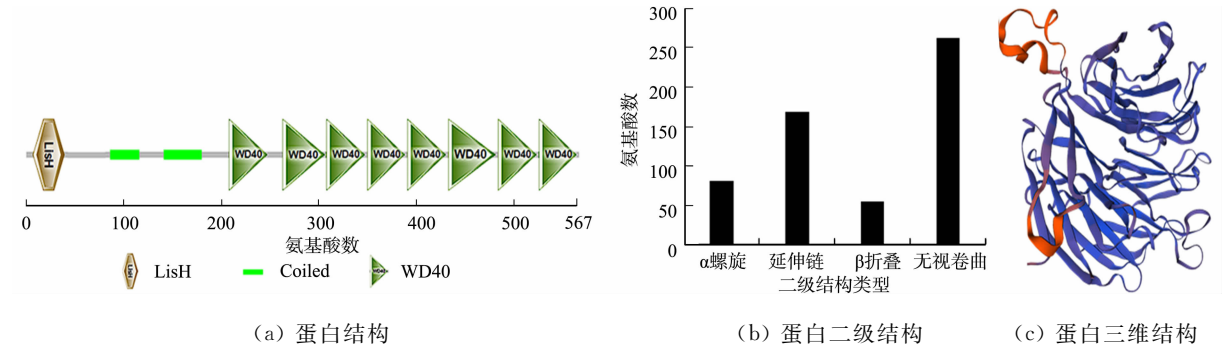 LisH
WD40 WD40 WD40 WD40 WD40 WD40 WD40 WD40
0 100 200 300 400 500 567
氨基酸数
LisH LisH Coiled WD40 WD40
(a) 蛋白结构
300
250
200
150
100
50
0
氨基酸数
α螺旋 延伸链 β折叠 无视卷曲
二级结构类型
(b) 蛋白二级结构
(c) 蛋白三维结构